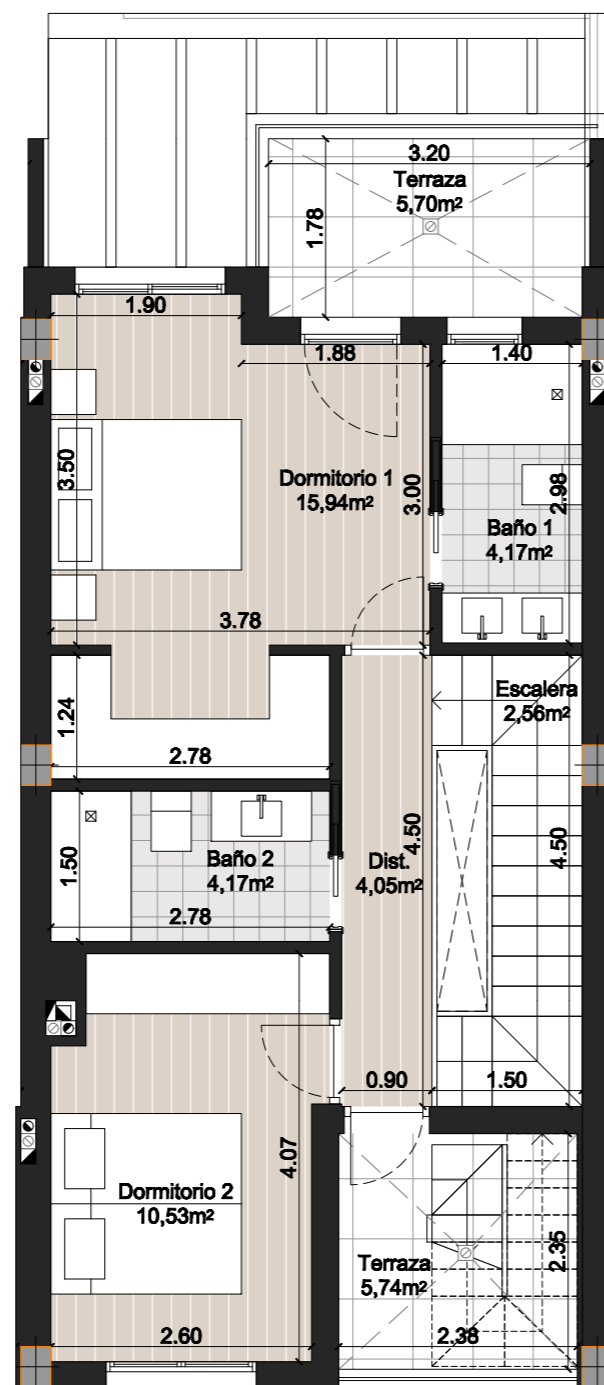 3.20
Terraza
5,70m²
1.78
1.90
1.88
1.40
3.50
Dormitorio 1
15,94m²
3.00
2.98
Baño 1
4,17m²
3.78
Escalera
2,56m²
1.24
2.78
4.50
4.50
1.50
Baño 2
4,17m²
Dist.
4,05m²
2.78
0.90
1.50
4.07
Dormitorio 2
10,53m²
2.35
Terraza
5,74m²
2.60
2.38